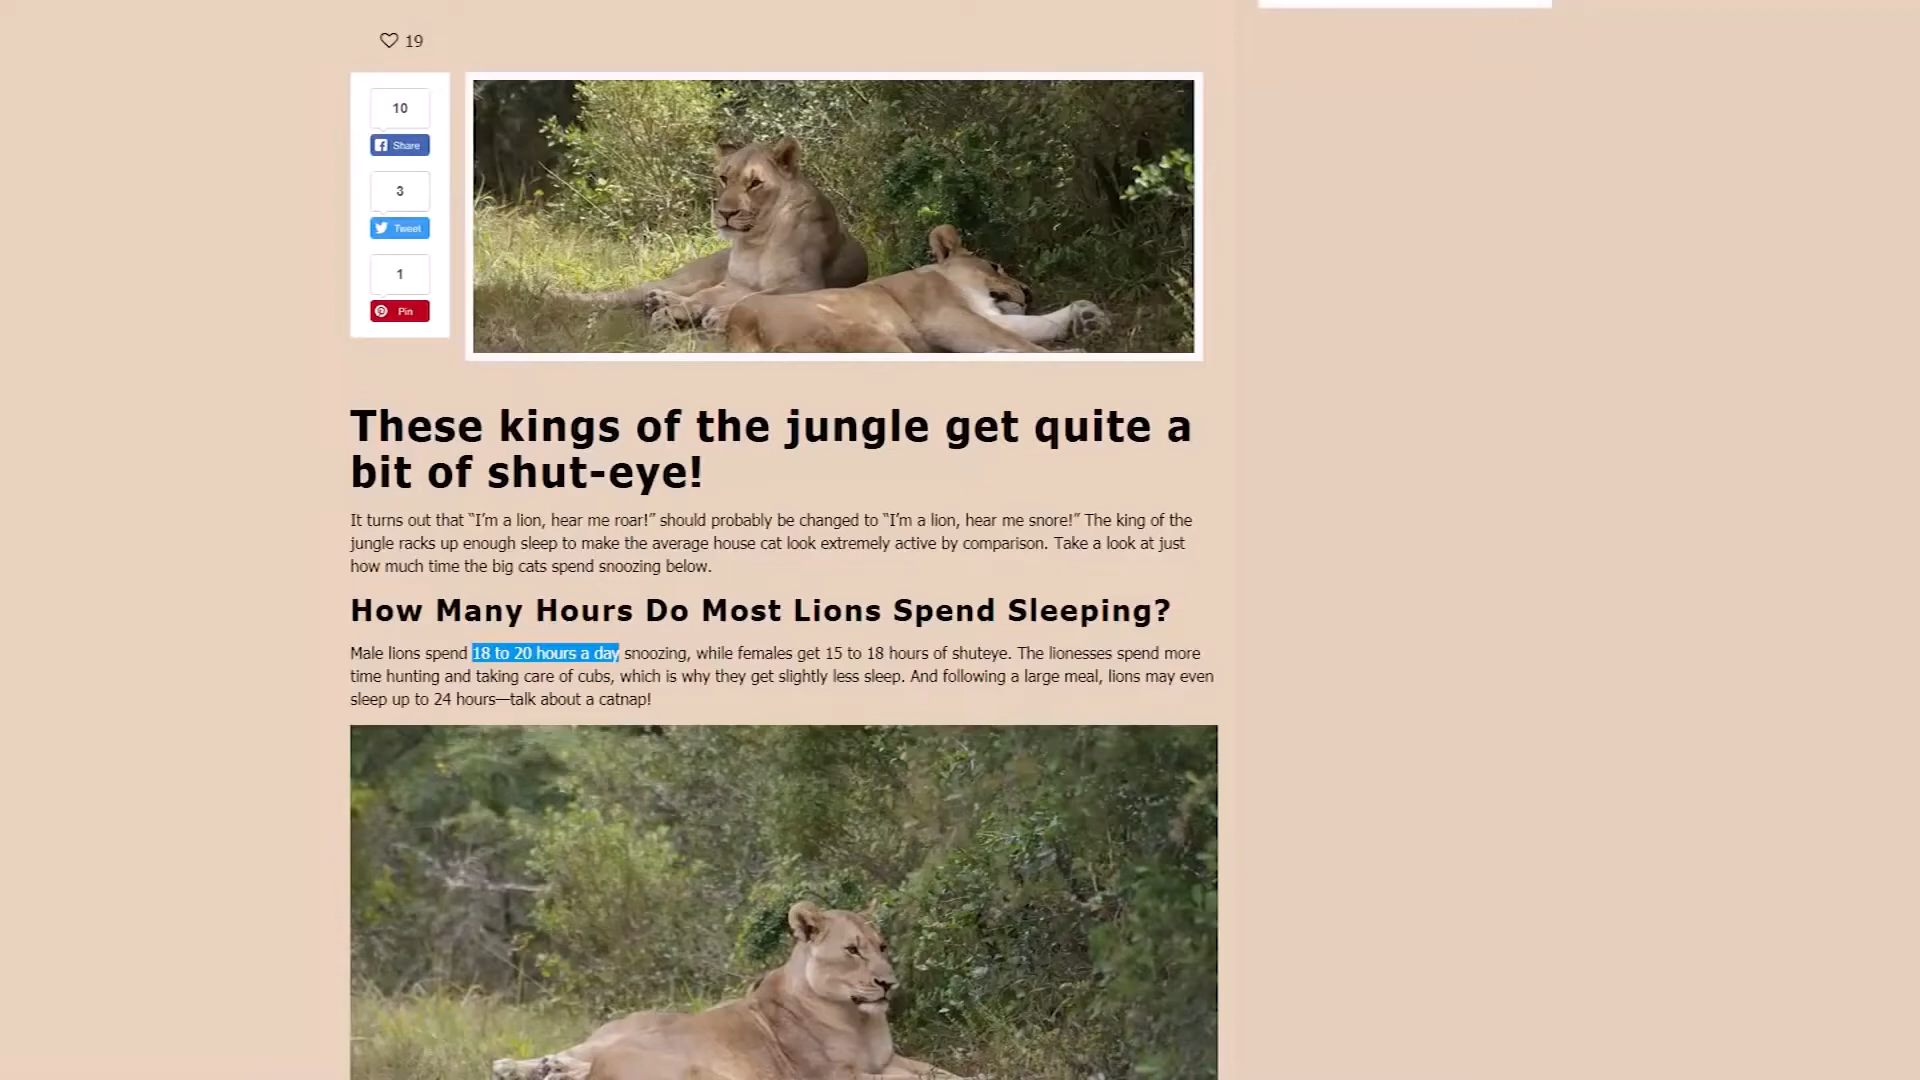 19
10
Share
3
Tweet
1
Pin
These kings of the jungle get quite a
bit of shut-eye!
It turns out that “I’m a lion, hear me roar!” should probably be changed to “I’m a lion, hear me snore!” The king of the
jungle racks up enough sleep to make the average house cat look extremely active by comparison. Take a look at just
how much time the big cats spend snoozing below.
How Many Hours Do Most Lions Spend Sleeping?
Male lions spend 18 to 20 hours a day snoozing, while females get 15 to 18 hours of shuteye. The lionesses spend more
time hunting and taking care of cubs, which is why they get slightly less sleep. And following a large meal, lions may even
sleep up to 24 hours—talk about a catnap!